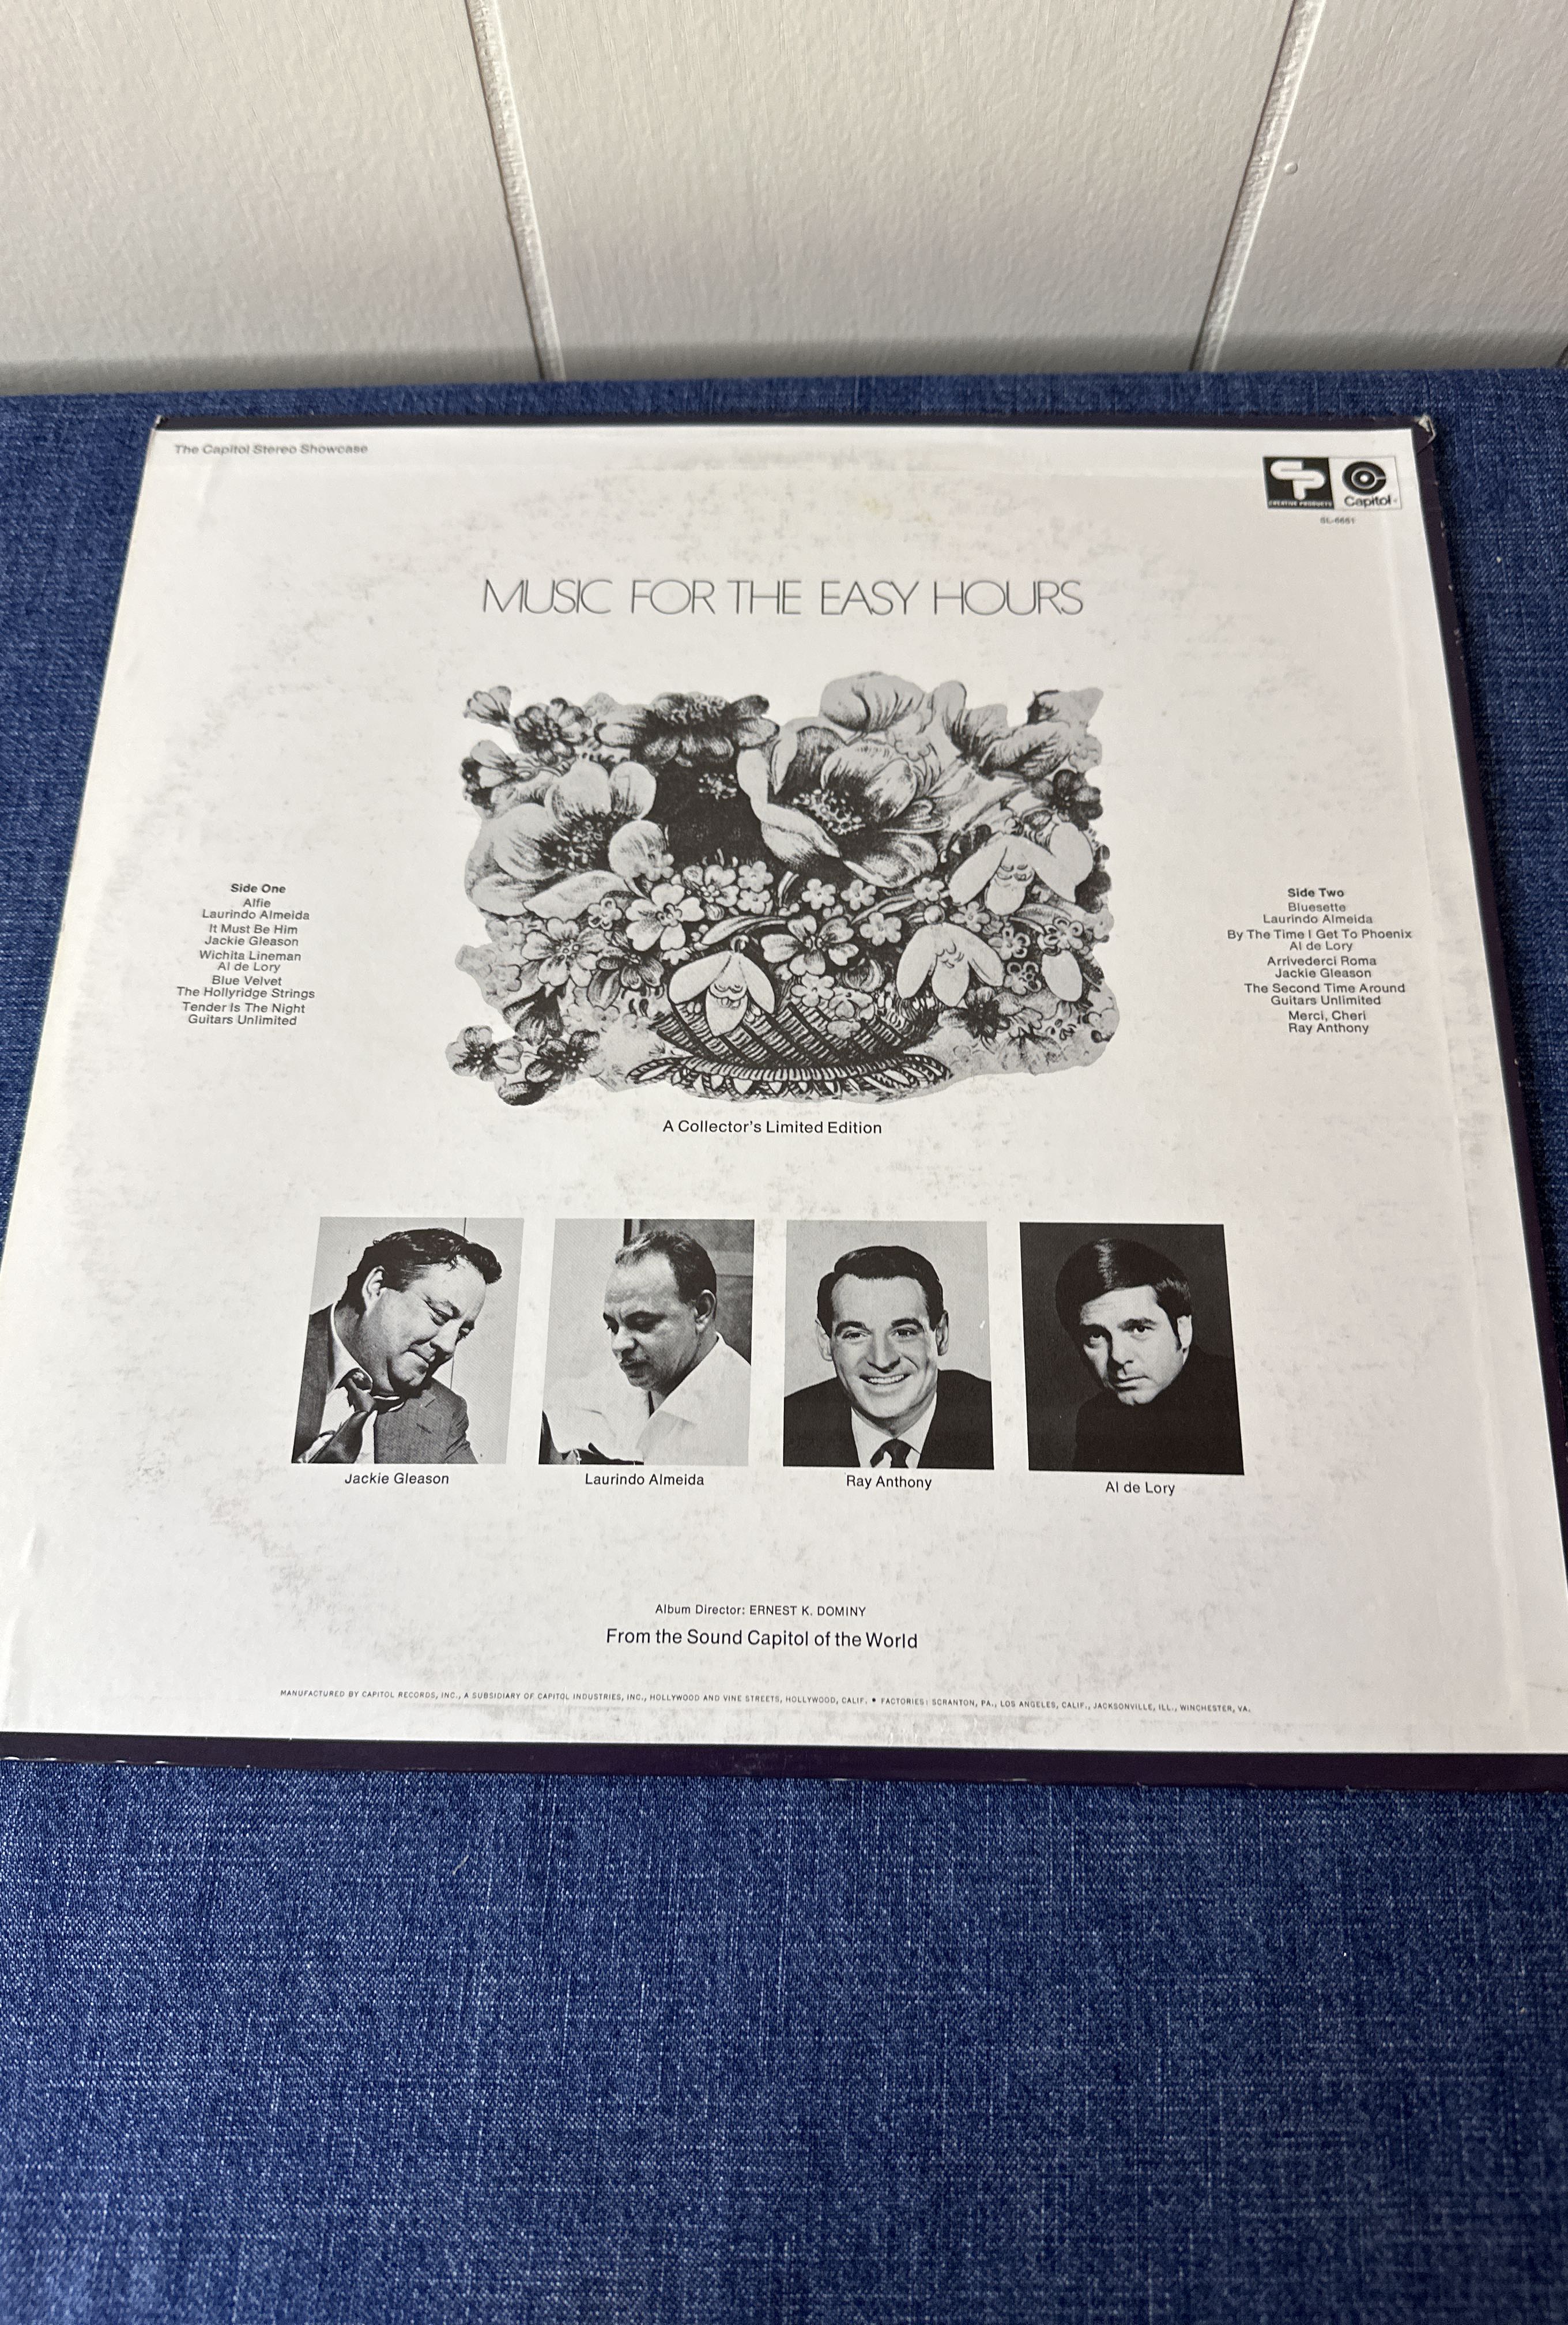 The Capitol Stereo Showcase
CP
CREATIVE PRODUCTS
Capitol
SL-6651
MUSIC FOR THE EASY HOURS
Side One
Alfie
Laurindo Almeida
It Must Be Him
Jackie Gleason
Wichita Lineman
Al de Lory
Blue Velvet
The Hollyridge Strings
Tender Is The Night
Guitars Unlimited
Side Two
Bluesette
Laurindo Almeida
By The Time I Get To Phoenix
Al de Lory
Arrivederci Roma
Jackie Gleason
The Second Time Around
Guitars Unlimited
Merci, Cheri
Ray Anthony
A Collector's Limited Edition
Jackie Gleason
Laurindo Almeida
Ray Anthony
Al de Lory
Album Director: ERNEST K. DOMINY
From the Sound Capitol of the World
MANUFACTURED BY CAPITOL RECORDS, INC., A SUBSIDIARY OF CAPITOL INDUSTRIES, INC., HOLLYWOOD AND VINE STREETS, HOLLYWOOD, CALIF. • FACTORIES: SCRANTON, PA., LOS ANGELES, CALIF., JACKSONVILLE, ILL., WINCHESTER, VA.